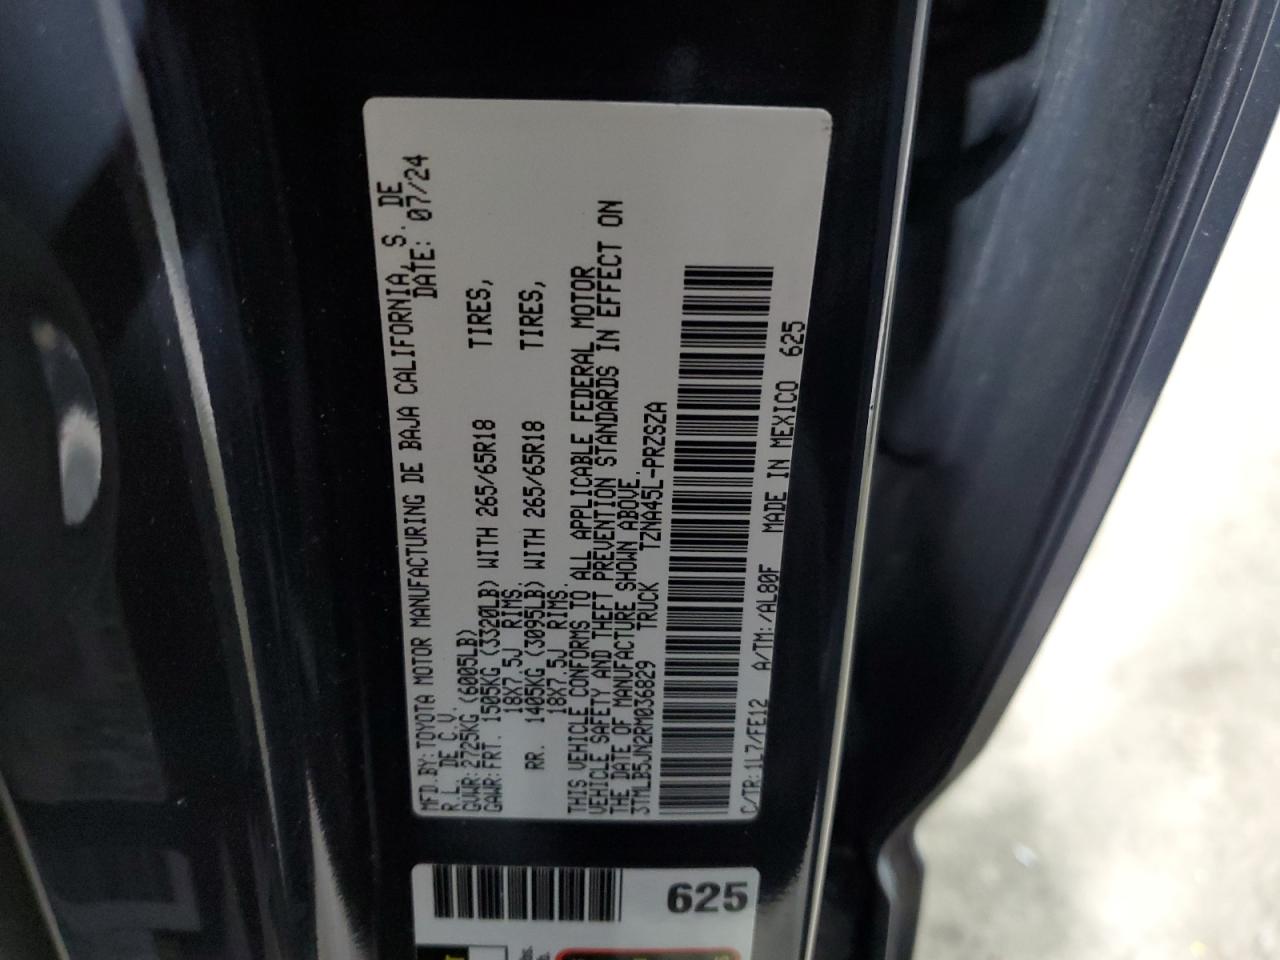 MFD.BY:TOYOTA MOTOR MANUFACTURING DE BAJA CALIFORNIA, S. DE
R.L. DE C.V. DATE: 07/24
GVWR:2725KG (6005LB)
GAWR:FRT. 1505KG (3320LB) WITH 265/65R18 TIRES,
18X7.5J RIMS.
RR. 1405KG (3095LB) WITH 265/65R18 TIRES,
18X7.5J RIMS.
THIS VEHICLE CONFORMS TO ALL APPLICABLE FEDERAL MOTOR
VEHICLE SAFETY AND THEFT PREVENTION STANDARDS IN EFFECT ON
THE DATE OF MANUFACTURE SHOWN ABOVE.
3TMLB5JN2RM036829 TRUCK TZNA45L-PRZSZA
C/TR:1L7/FE12 A/TM:/AL80F MADE IN MEXICO 625
625